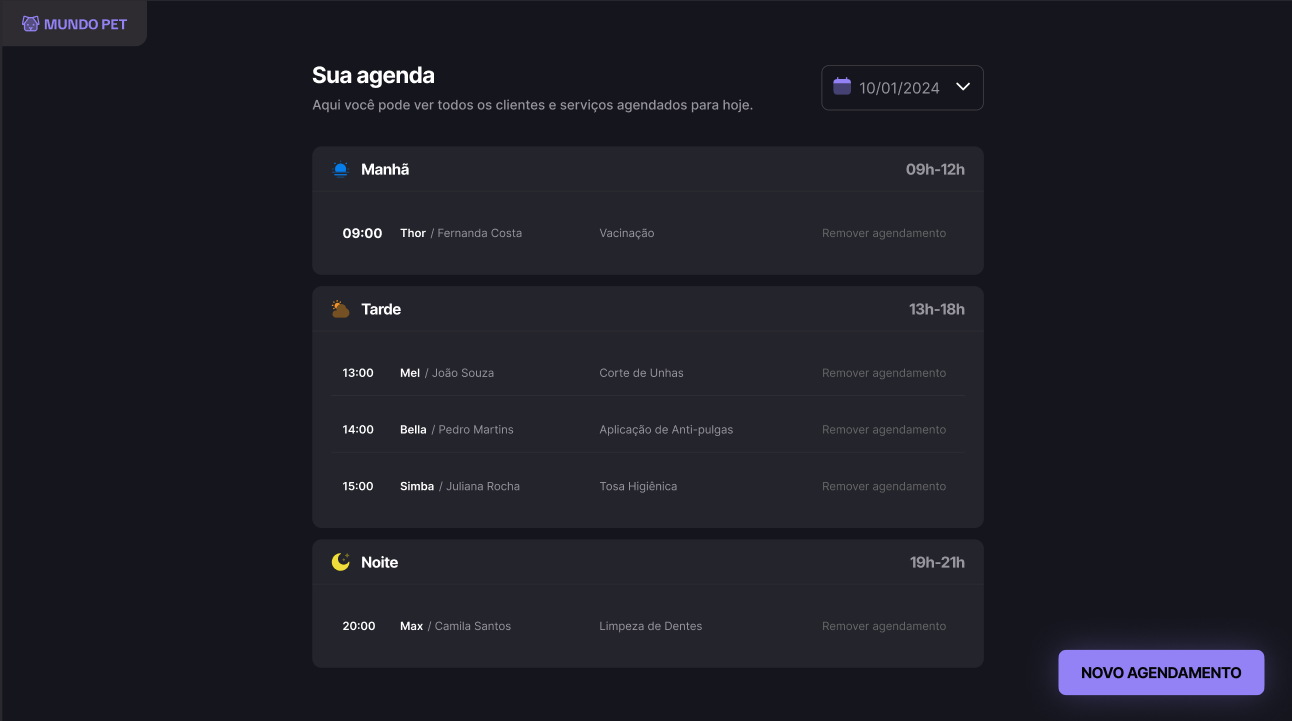 MUNDO PET
Sua agenda
Aqui você pode ver todos os clientes e serviços agendados para hoje.
10/01/2024
Manhã 09h-12h
09:00 Thor / Fernanda Costa Vacinação Remover agendamento
Tarde 13h-18h
13:00 Mel / João Souza Corte de Unhas Remover agendamento
14:00 Bella / Pedro Martins Aplicação de Anti-pulgas Remover agendamento
15:00 Simba / Juliana Rocha Tosa Higiênica Remover agendamento
Noite 19h-21h
20:00 Max / Camila Santos Limpeza de Dentes Remover agendamento
NOVO AGENDAMENTO